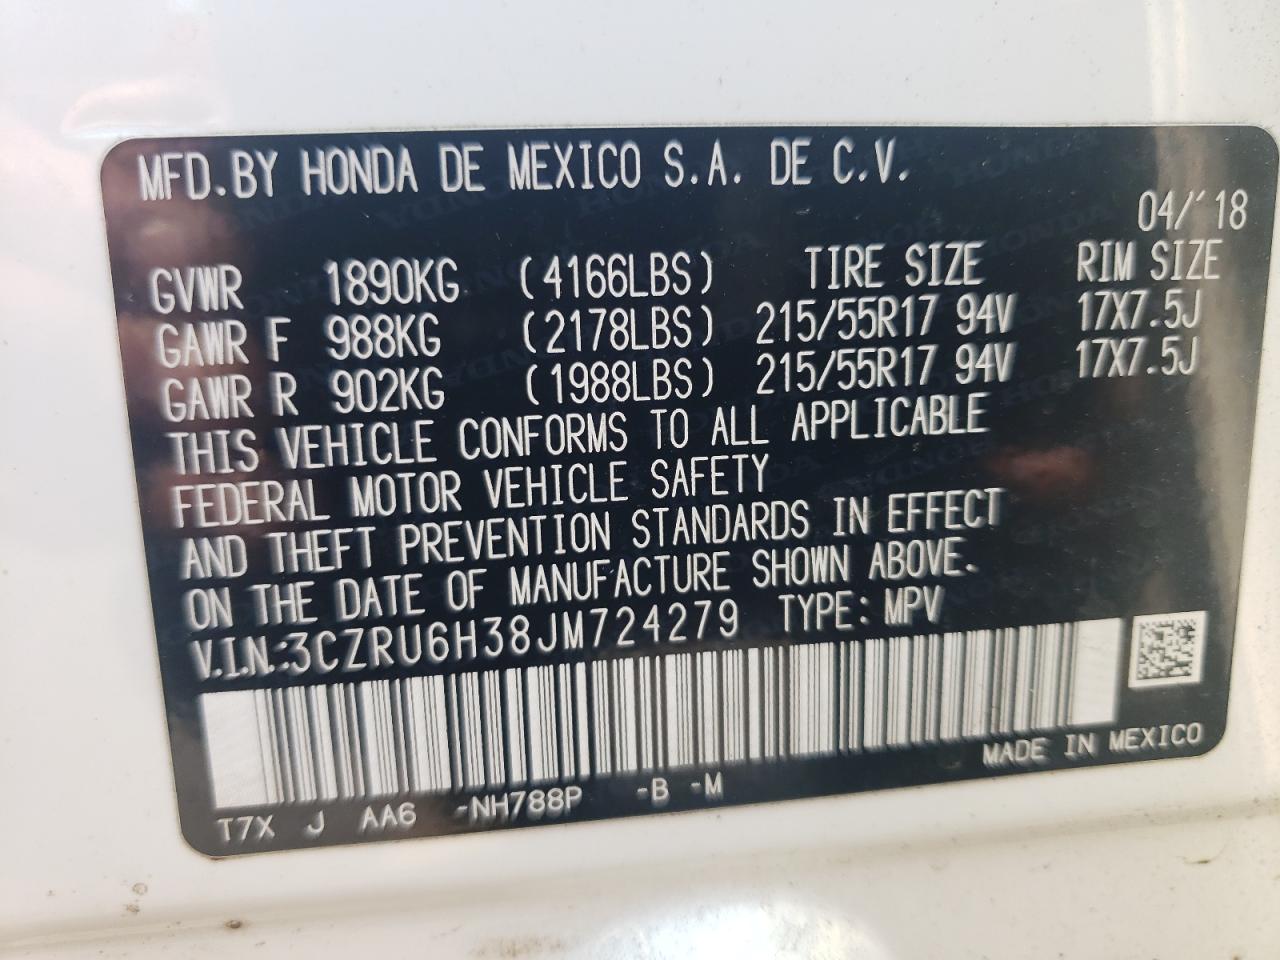 MFD.BY HONDA DE MEXICO S.A. DE C.V.
04/'18
GVWR 1890KG (4166LBS) TIRE SIZE RIM SIZE
GAWR F 988KG (2178LBS) 215/55R17 94V 17X7.5J
GAWR R 902KG (1988LBS) 215/55R17 94V 17X7.5J
THIS VEHICLE CONFORMS TO ALL APPLICABLE
FEDERAL MOTOR VEHICLE SAFETY
AND THEFT PREVENTION STANDARDS IN EFFECT
ON THE DATE OF MANUFACTURE SHOWN ABOVE.
V.I.N.:3CZRU6H38JM724279 TYPE: MPV
MADE IN MEXICO
T7X J AA6 -NH788P -B -M